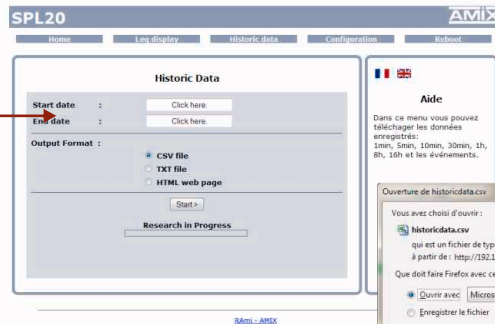 SPL20
AMIX
Home Log display Historic data Configuration Reboot
Historic Data
Start date : Click here
End date : Click here
Output Format :
CSV file
TXT file
HTML web page
Start >
Research in Progress
Aide
Dans ce menu vous pouvez
téléchager les données
enregistrés:
1min, 5min, 10min, 30min, 1h,
8h, 16h et les événements.
Ouverture de historicdata.csv
Vous avez choisi d'ouvrir :
historicdata.csv
qui est un fichier de typ
à partir de : http://192.1
Que doit faire Firefox avec ce
Ouvrir avec Micros
Enregistrer le fichier
RAmi - AMIX